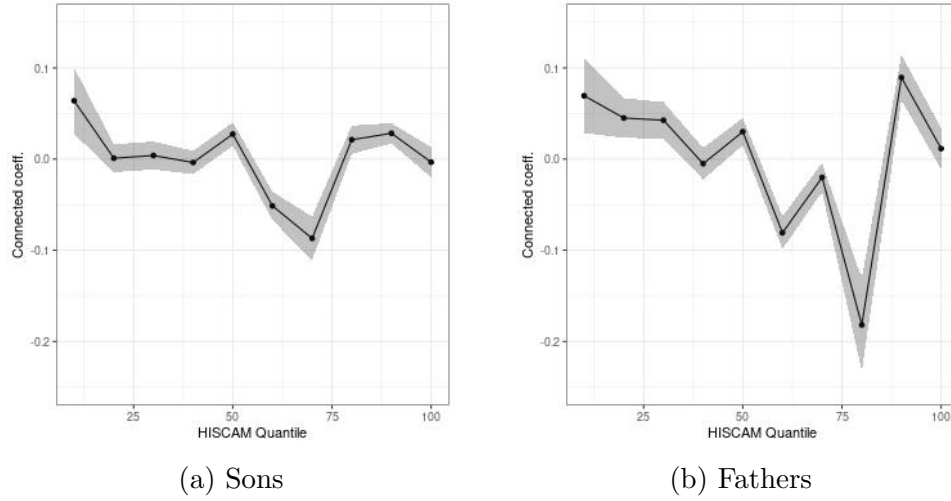 0.1
0.0
-0.1
-0.2
Connected coeff.
25 50 75 100
HISCAM Quantile
(a) Sons
0.1
0.0
-0.1
-0.2
Connected coeff.
25 50 75 100
HISCAM Quantile
(b) Fathers